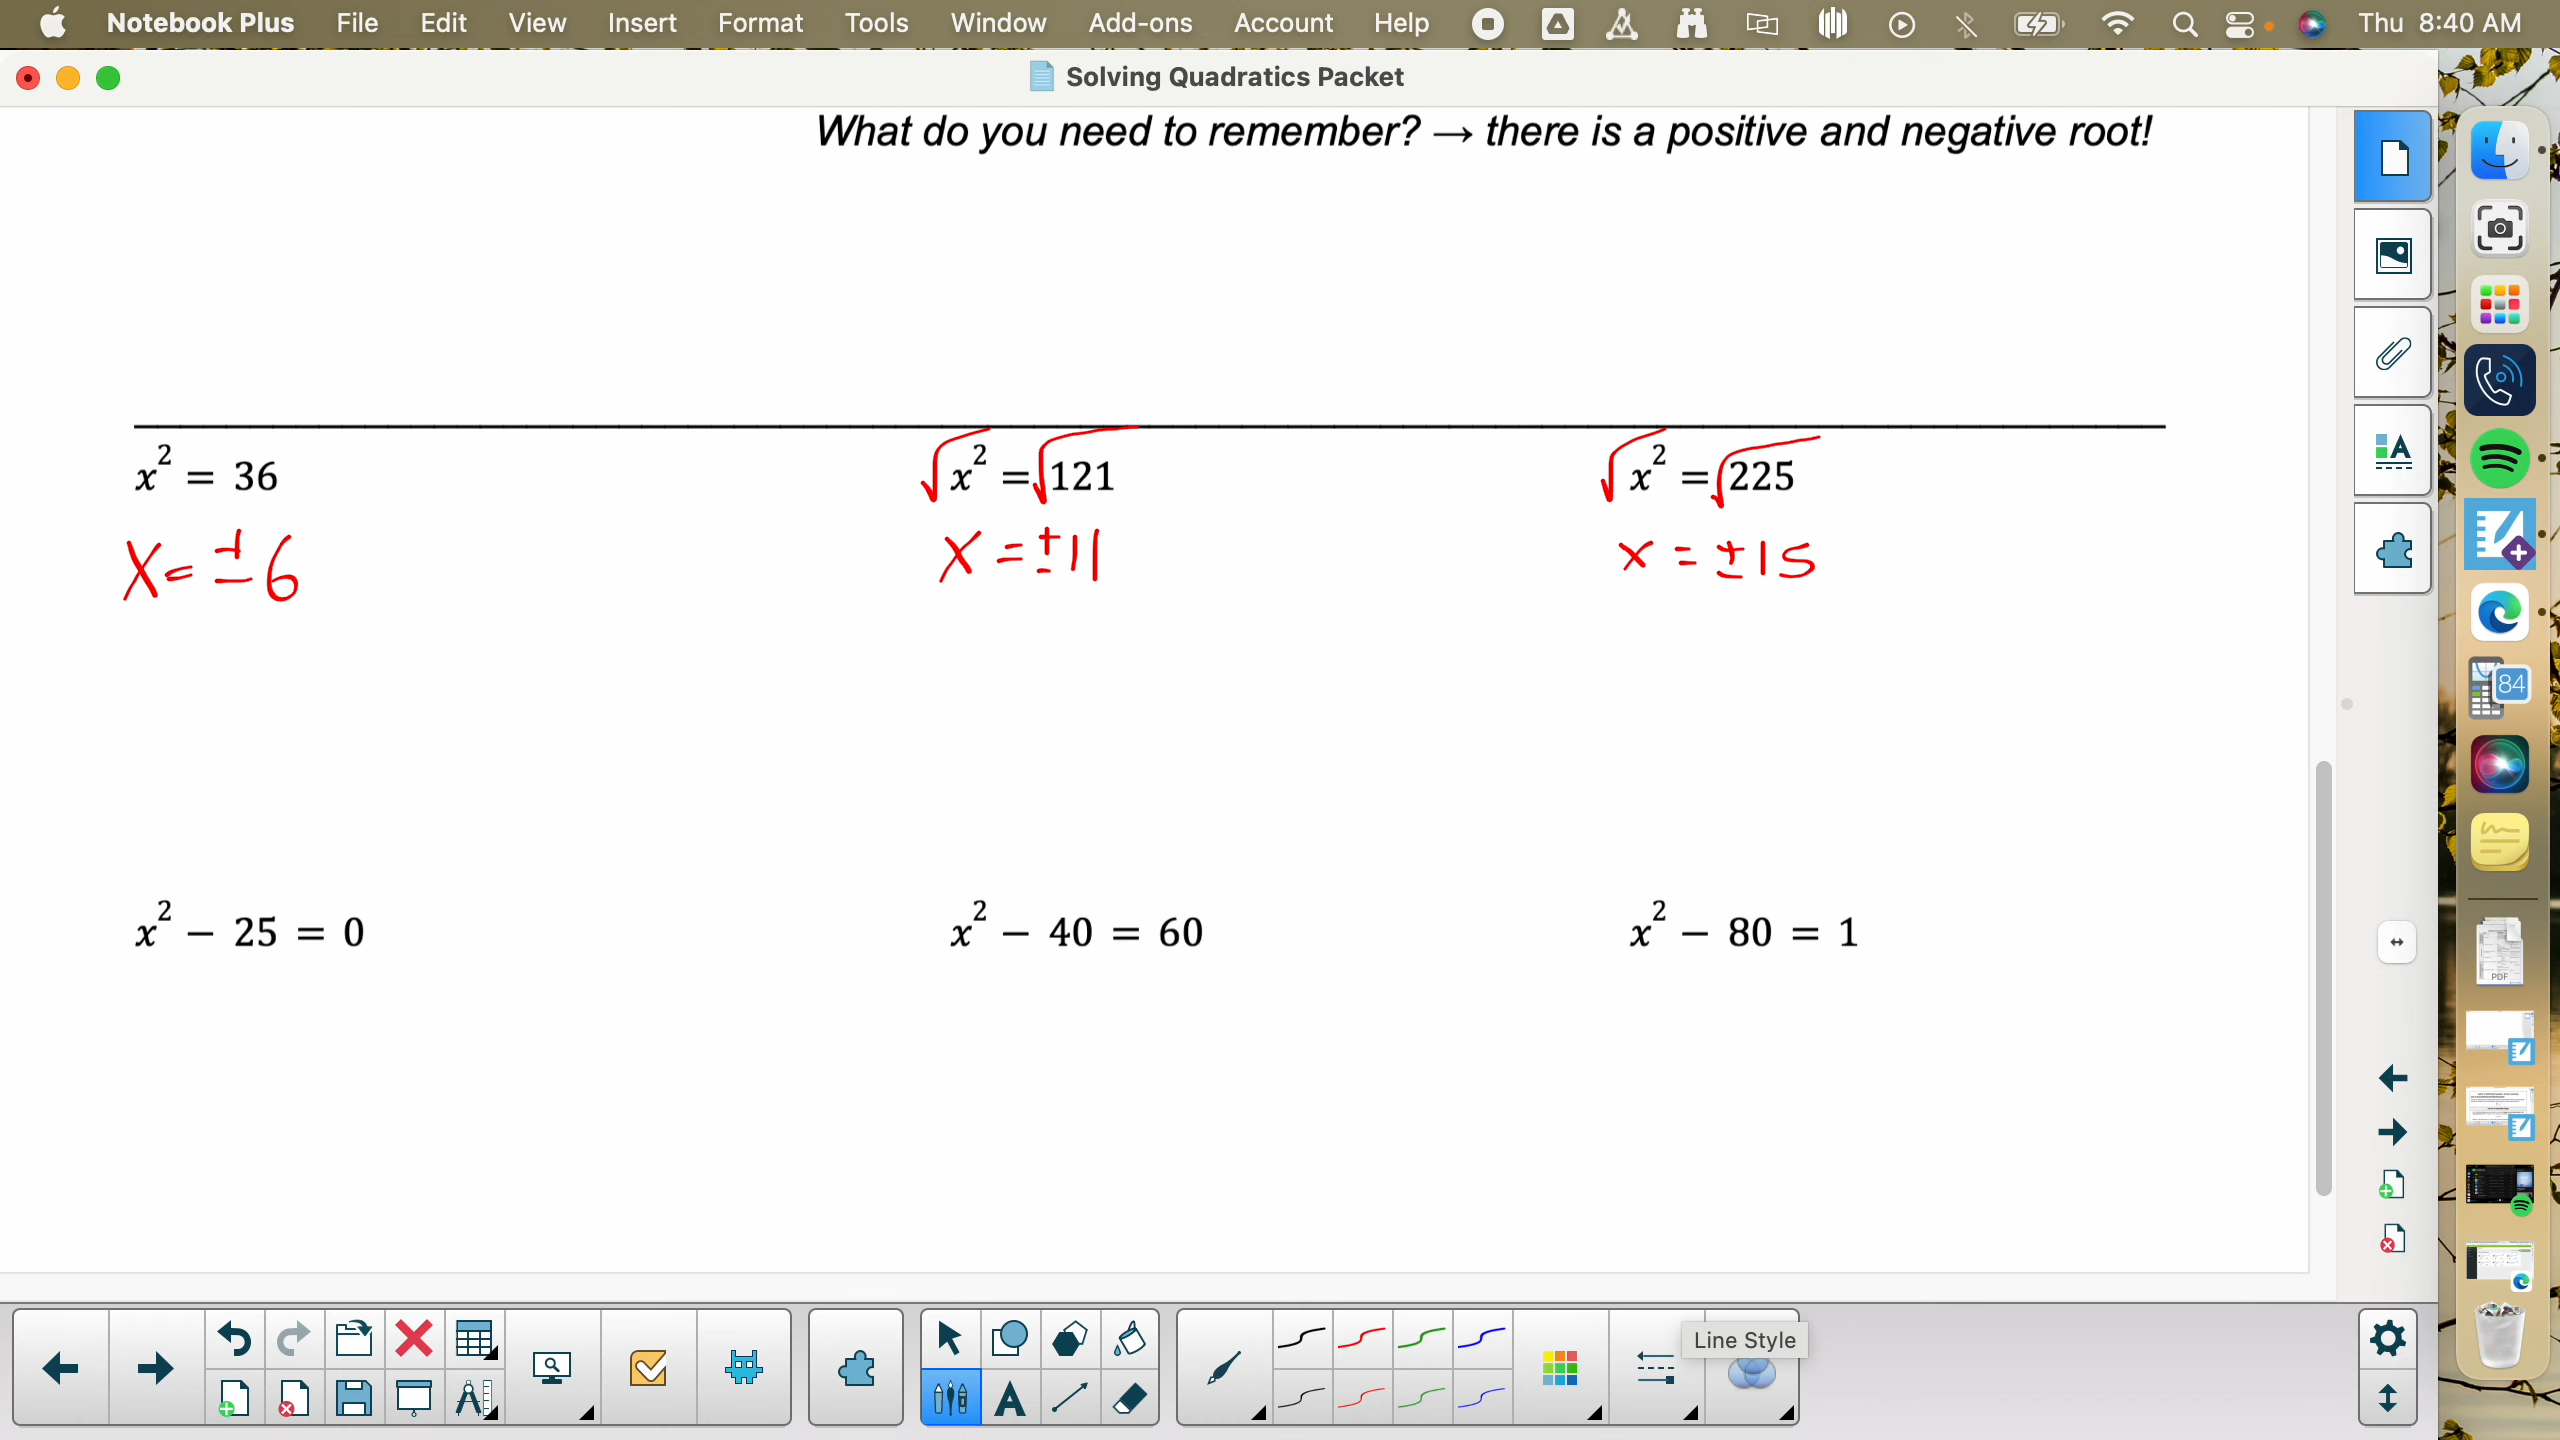 Notebook Plus File Edit View Insert Format Tools Window Add-ons Account Help Thu 8:40 AM
Solving Quadratics Packet
What do you need to remember? → there is a positive and negative root!
x² = 36
√x² = √121
√x² = √225
X = ± 6
X = ± 11
x = ± 15
84
x² − 25 = 0
x² − 40 = 60
x² − 80 = 1
PDF
Line Style
A
A